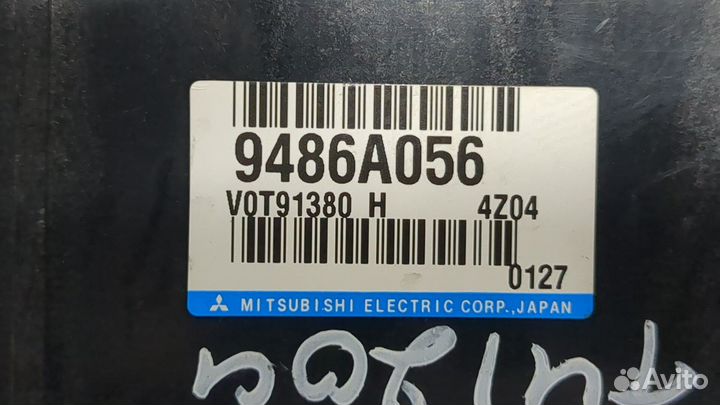 9486A056
V0T91380 H 4Z04
0127
MITSUBISHI ELECTRIC CORP.,JAPAN
Avito